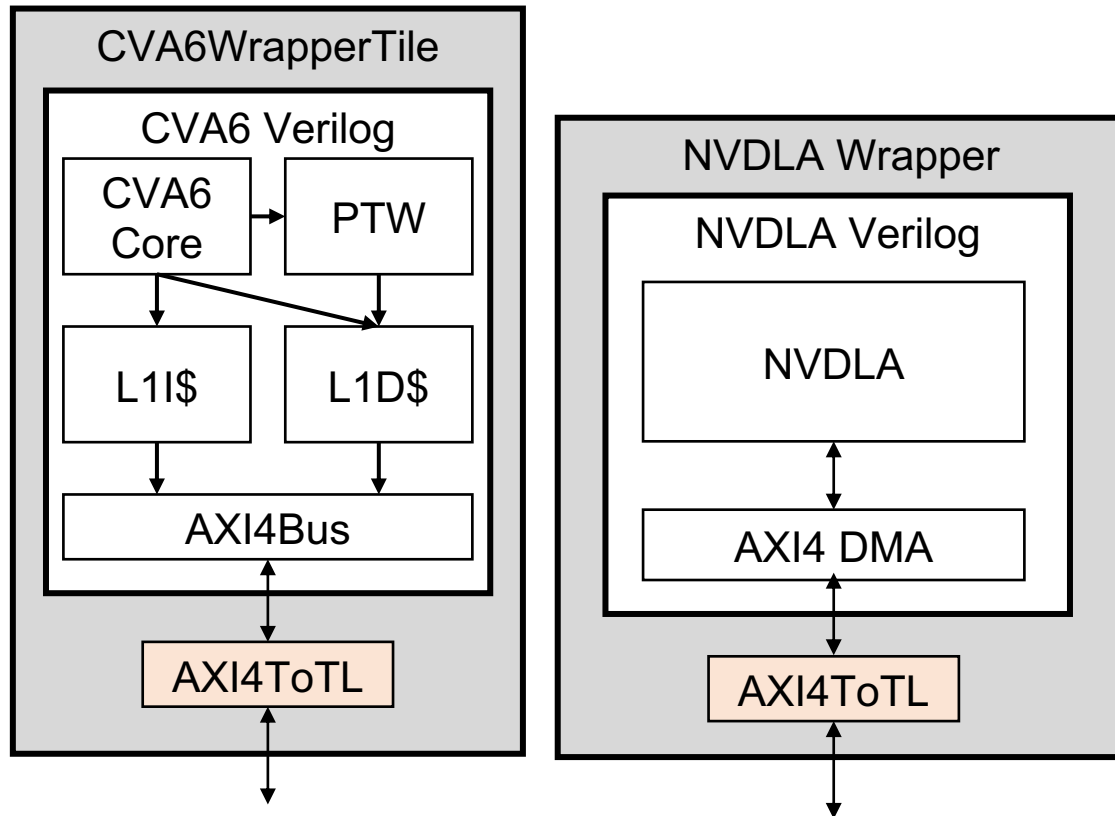 CVA6WrapperTile
CVA6 Verilog
CVA6
Core
PTW
L1I$
L1D$
AXI4Bus
AXI4ToTL
NVDLA Wrapper
NVDLA Verilog
NVDLA
AXI4 DMA
AXI4ToTL